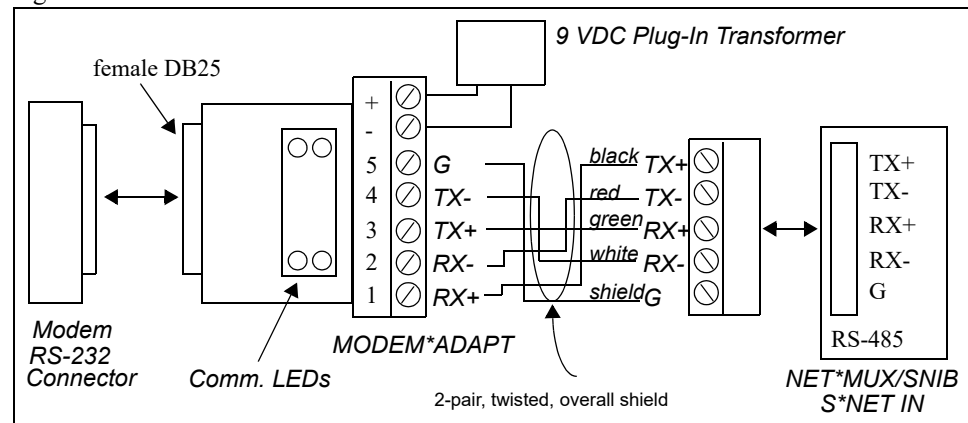 9 VDC Plug-In Transformer
female DB25
+
-
5 G
4 TX-
3 TX+
2 RX-
1 RX+
black TX+
red TX-
green RX+
white RX-
shield G
TX+
TX-
RX+
RX-
G
RS-485
Modem
RS-232
Connector
Comm. LEDs
MODEM*ADAPT
2-pair, twisted, overall shield
NET*MUX/SNIB
S*NET IN